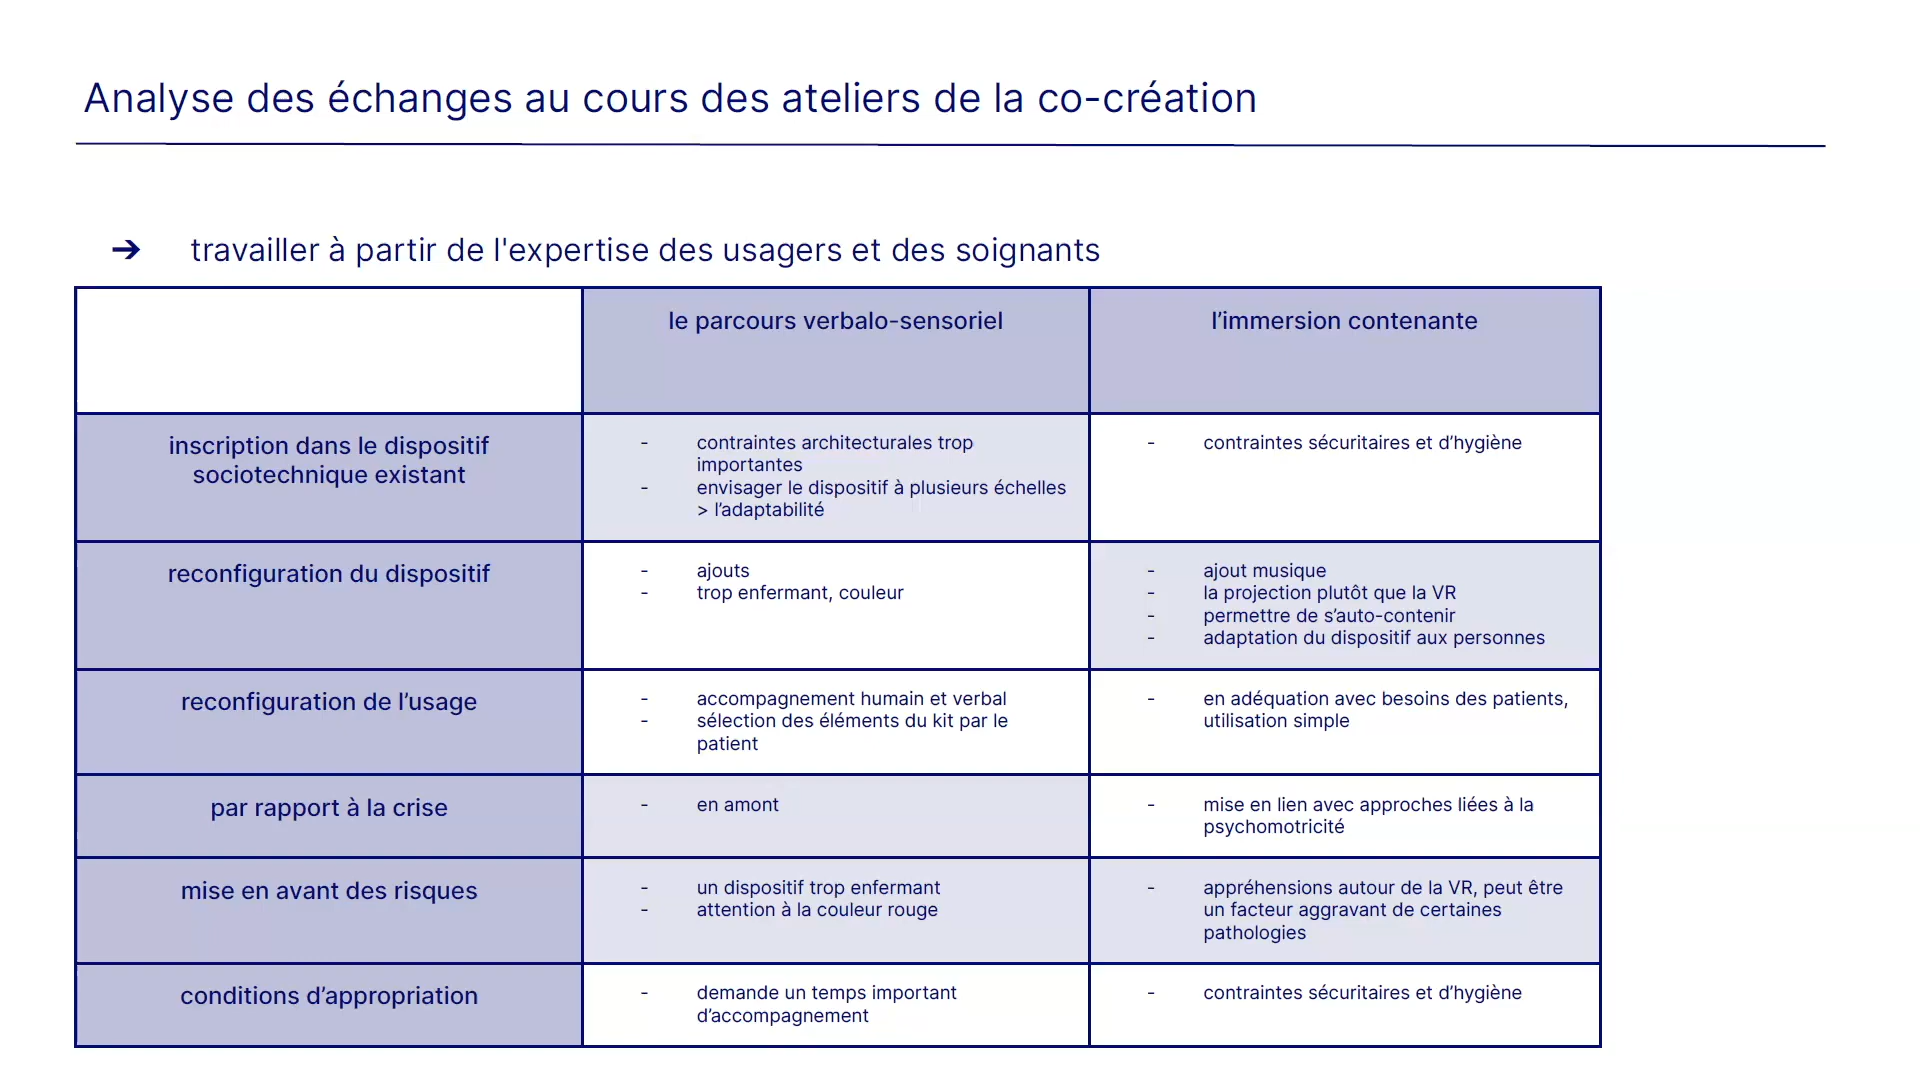 Analyse des échanges au cours des ateliers de la co-création
➔ travailler à partir de l'expertise des usagers et des soignants
le parcours verbalo-sensoriel
l’immersion contenante
inscription dans le dispositif
sociotechnique existant
- contraintes architecturales trop
importantes
- envisager le dispositif à plusieurs échelles
> l’adaptabilité
- contraintes sécuritaires et d’hygiène
reconfiguration du dispositif
- ajouts
- trop enfermant, couleur
- ajout musique
- la projection plutôt que la VR
- permettre de s’auto-contenir
- adaptation du dispositif aux personnes
reconfiguration de l’usage
- accompagnement humain et verbal
- sélection des éléments du kit par le
patient
- en adéquation avec besoins des patients,
utilisation simple
par rapport à la crise
- en amont
- mise en lien avec approches liées à la
psychomotricité
mise en avant des risques
- un dispositif trop enfermant
- attention à la couleur rouge
- appréhensions autour de la VR, peut être
un facteur aggravant de certaines
pathologies
conditions d’appropriation
- demande un temps important
d’accompagnement
- contraintes sécuritaires et d’hygiène